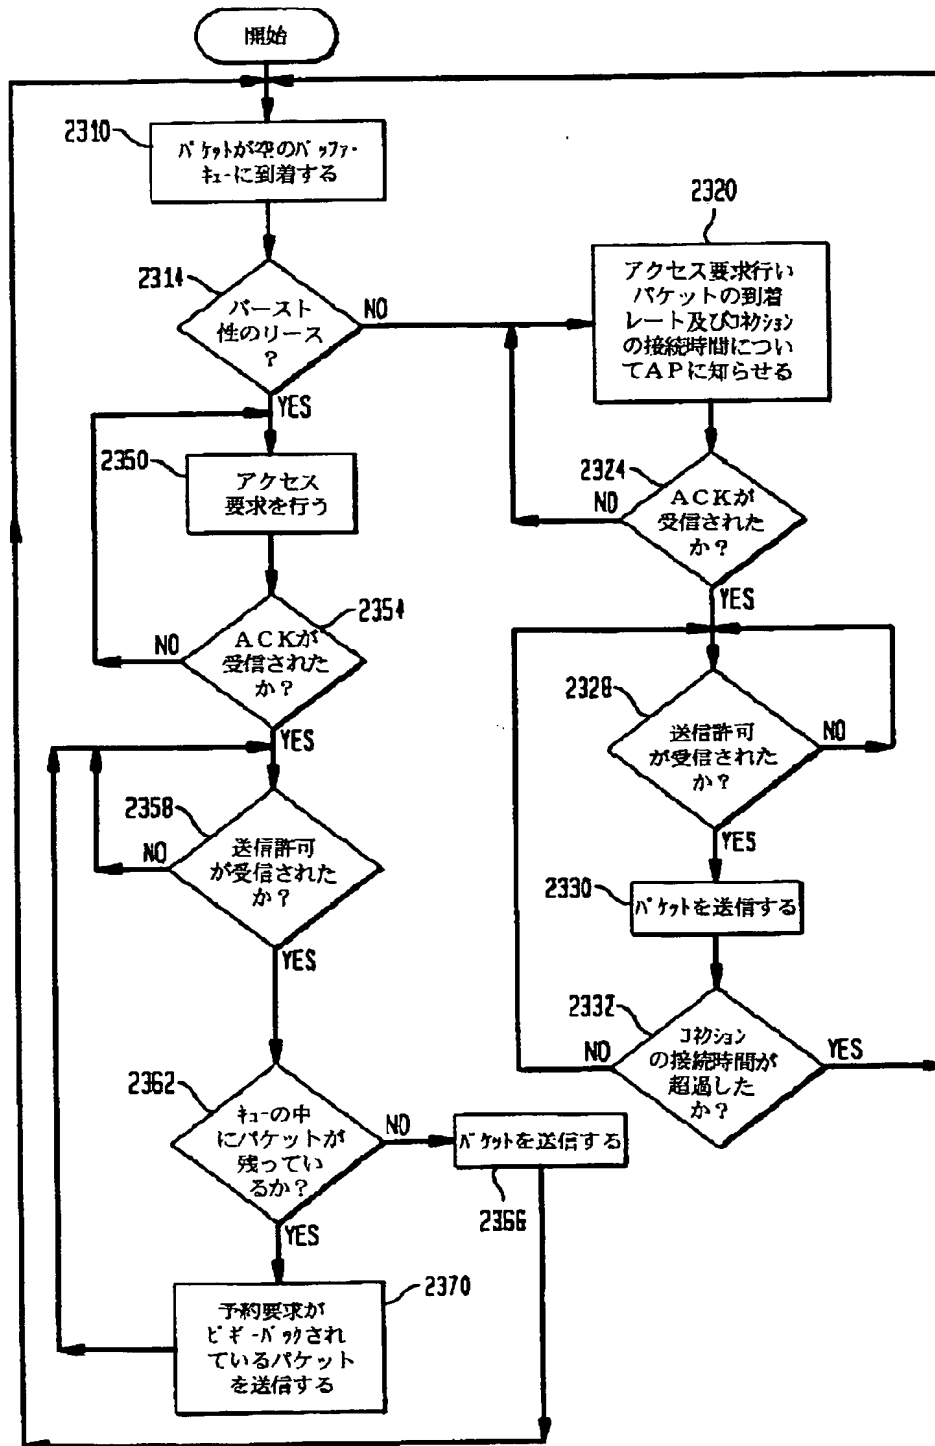 開始
2310
パケットが空のバッファ・
キューに到着する
2314
バースト
性のリース
?
NO
YES
2320
アクセス要求行い
パケットの到着
レート及びコネクション
の接続時間につい
てAPに知らせる
2324
ACKが
受信された
か?
NO
YES
2350
アクセス
要求を行う
2354
ACKが
受信された
か?
NO
YES
2328
送信許可
が受信された
か?
NO
YES
2358
送信許可
が受信された
か?
NO
YES
2330
パケットを送信する
2332
コネクション
の接続時間が
超過した
か?
NO
YES
2362
キューの中
にパケットが
残ってい
るか?
NO
YES
パケットを送信する
2366
2370
予約要求が
ピギーバックされ
ているパケット
を送信する